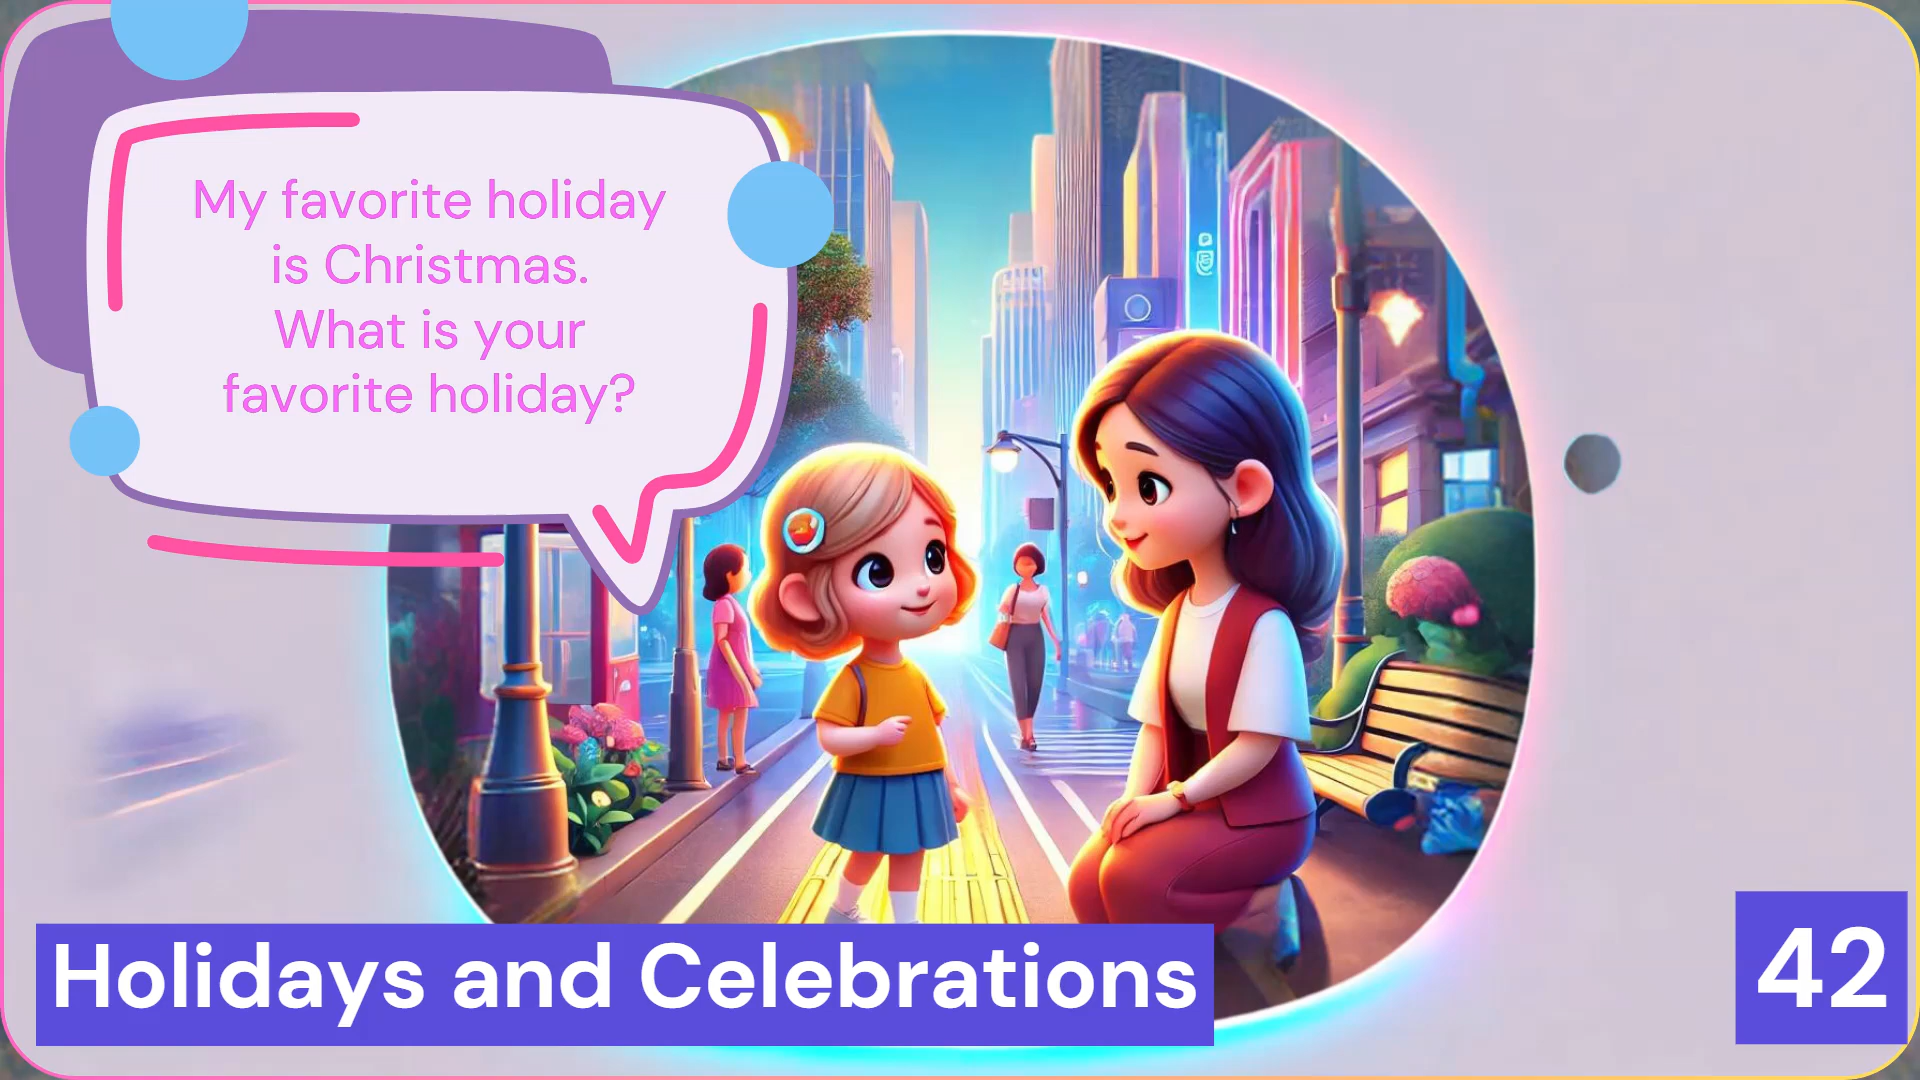 My favorite holiday
is Christmas.
What is your
favorite holiday?
Holidays and Celebrations
42